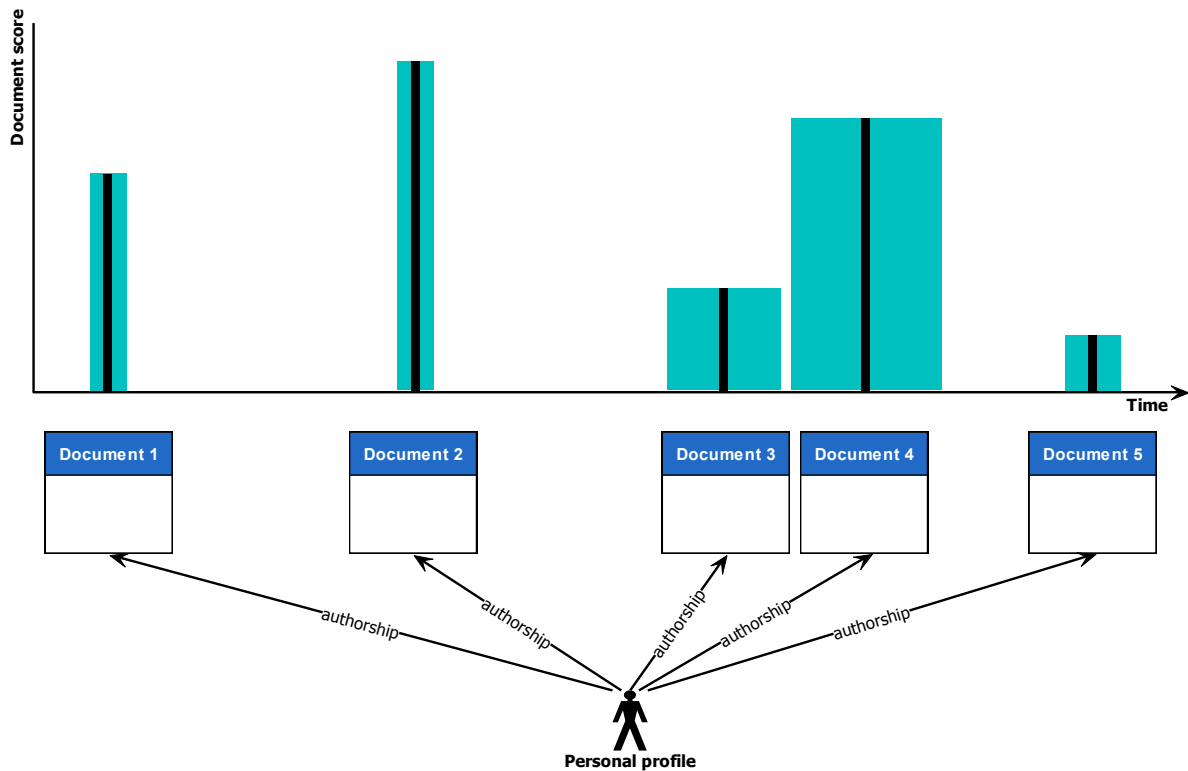 Document score
Time
Document 1
Document 2
Document 3
Document 4
Document 5
authorship
authorship
authorship
authorship
authorship
Personal profile